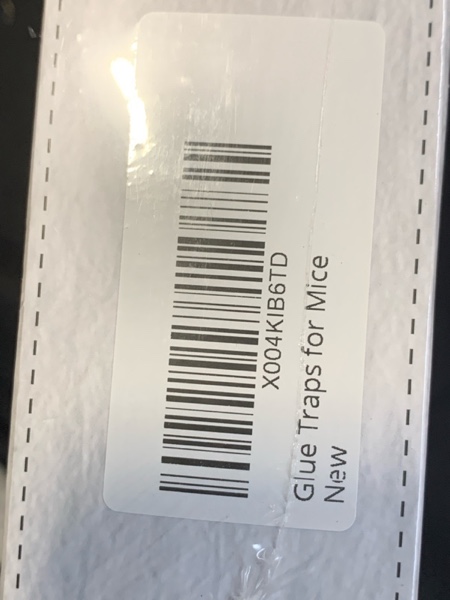 X004KIB6TD
Glue Traps for Mice
New